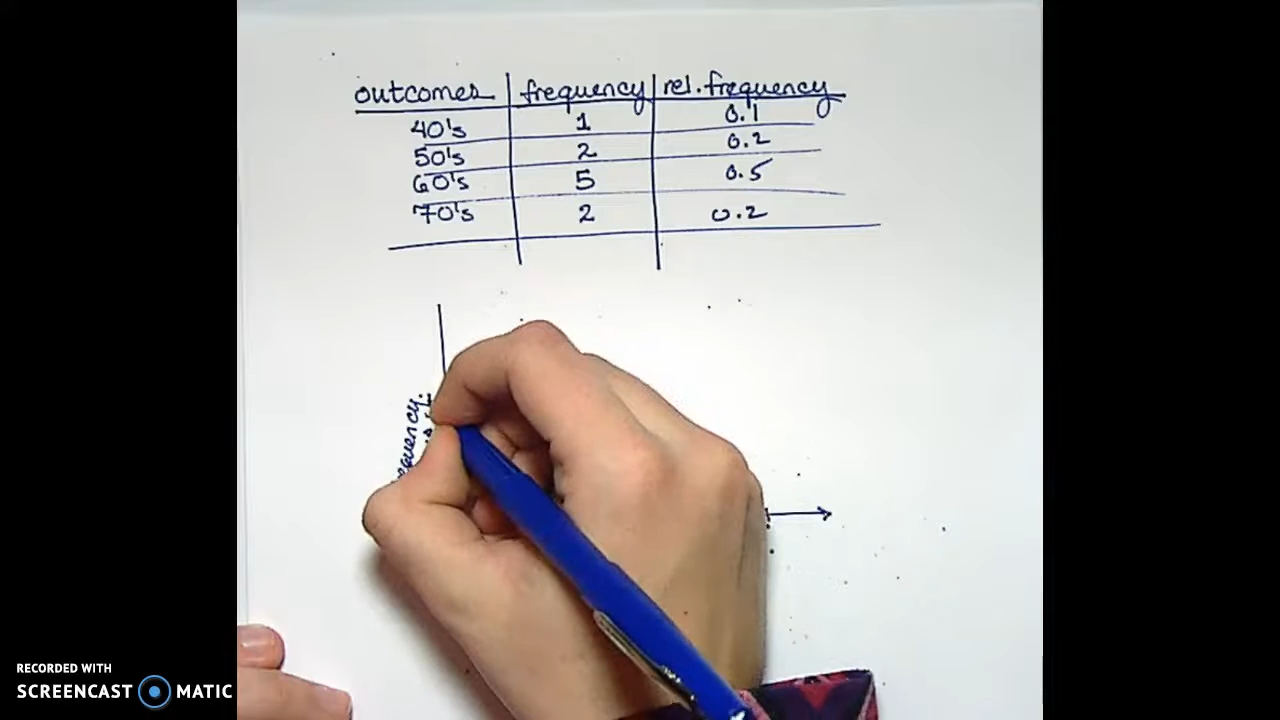 outcomes frequency rel. frequency
40's 1 0.1
50's 2 0.2
60's 5 0.5
70's 2 0.2
RECORDED WITH
SCREENCAST MATIC